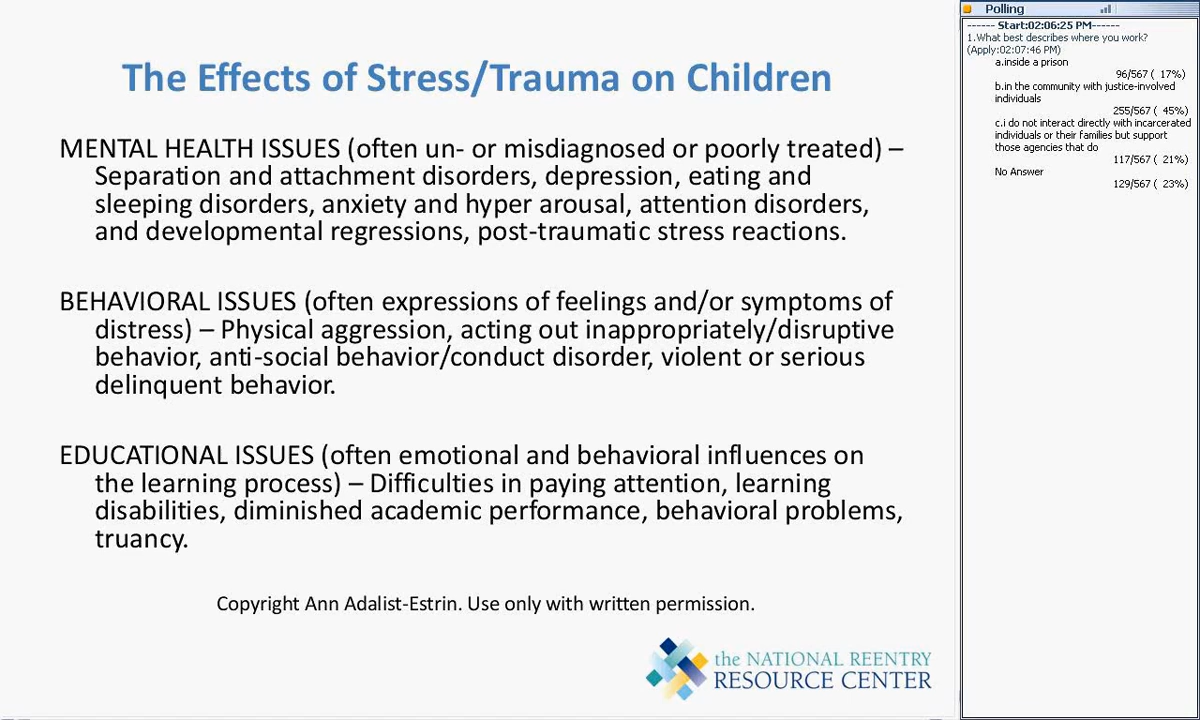 The Effects of Stress/Trauma on Children
MENTAL HEALTH ISSUES (often un- or misdiagnosed or poorly treated) –
Separation and attachment disorders, depression, eating and
sleeping disorders, anxiety and hyper arousal, attention disorders,
and developmental regressions, post-traumatic stress reactions.
BEHAVIORAL ISSUES (often expressions of feelings and/or symptoms of
distress) – Physical aggression, acting out inappropriately/disruptive
behavior, anti-social behavior/conduct disorder, violent or serious
delinquent behavior.
EDUCATIONAL ISSUES (often emotional and behavioral influences on
the learning process) – Difficulties in paying attention, learning
disabilities, diminished academic performance, behavioral problems,
truancy.
Copyright Ann Adalist-Estrin. Use only with written permission.
the NATIONAL REENTRY
RESOURCE CENTER
Polling
------ Start:02:06:25 PM------
1.What best describes where you work?
(Apply:02:07:46 PM)
a.inside a prison
96/567 ( 17%)
b.in the community with justice-involved
individuals
255/567 ( 45%)
c.i do not interact directly with incarcerated
individuals or their families but support
those agencies that do
117/567 ( 21%)
No Answer
129/567 ( 23%)